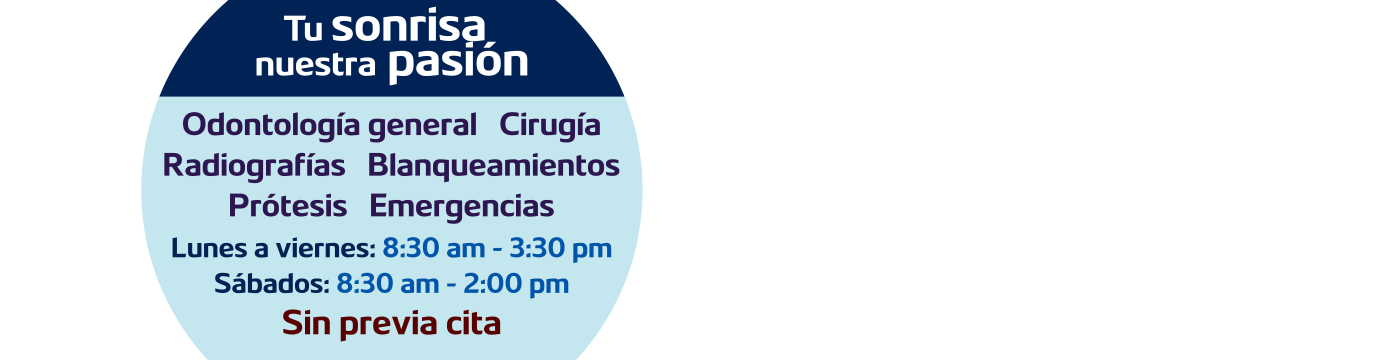 Tu sonrisa
nuestra pasión
Odontología general Cirugía
Radiografías Blanqueamientos
Prótesis Emergencias
Lunes a viernes: 8:30 am - 3:30 pm
Sábados: 8:30 am - 2:00 pm
Sin previa cita